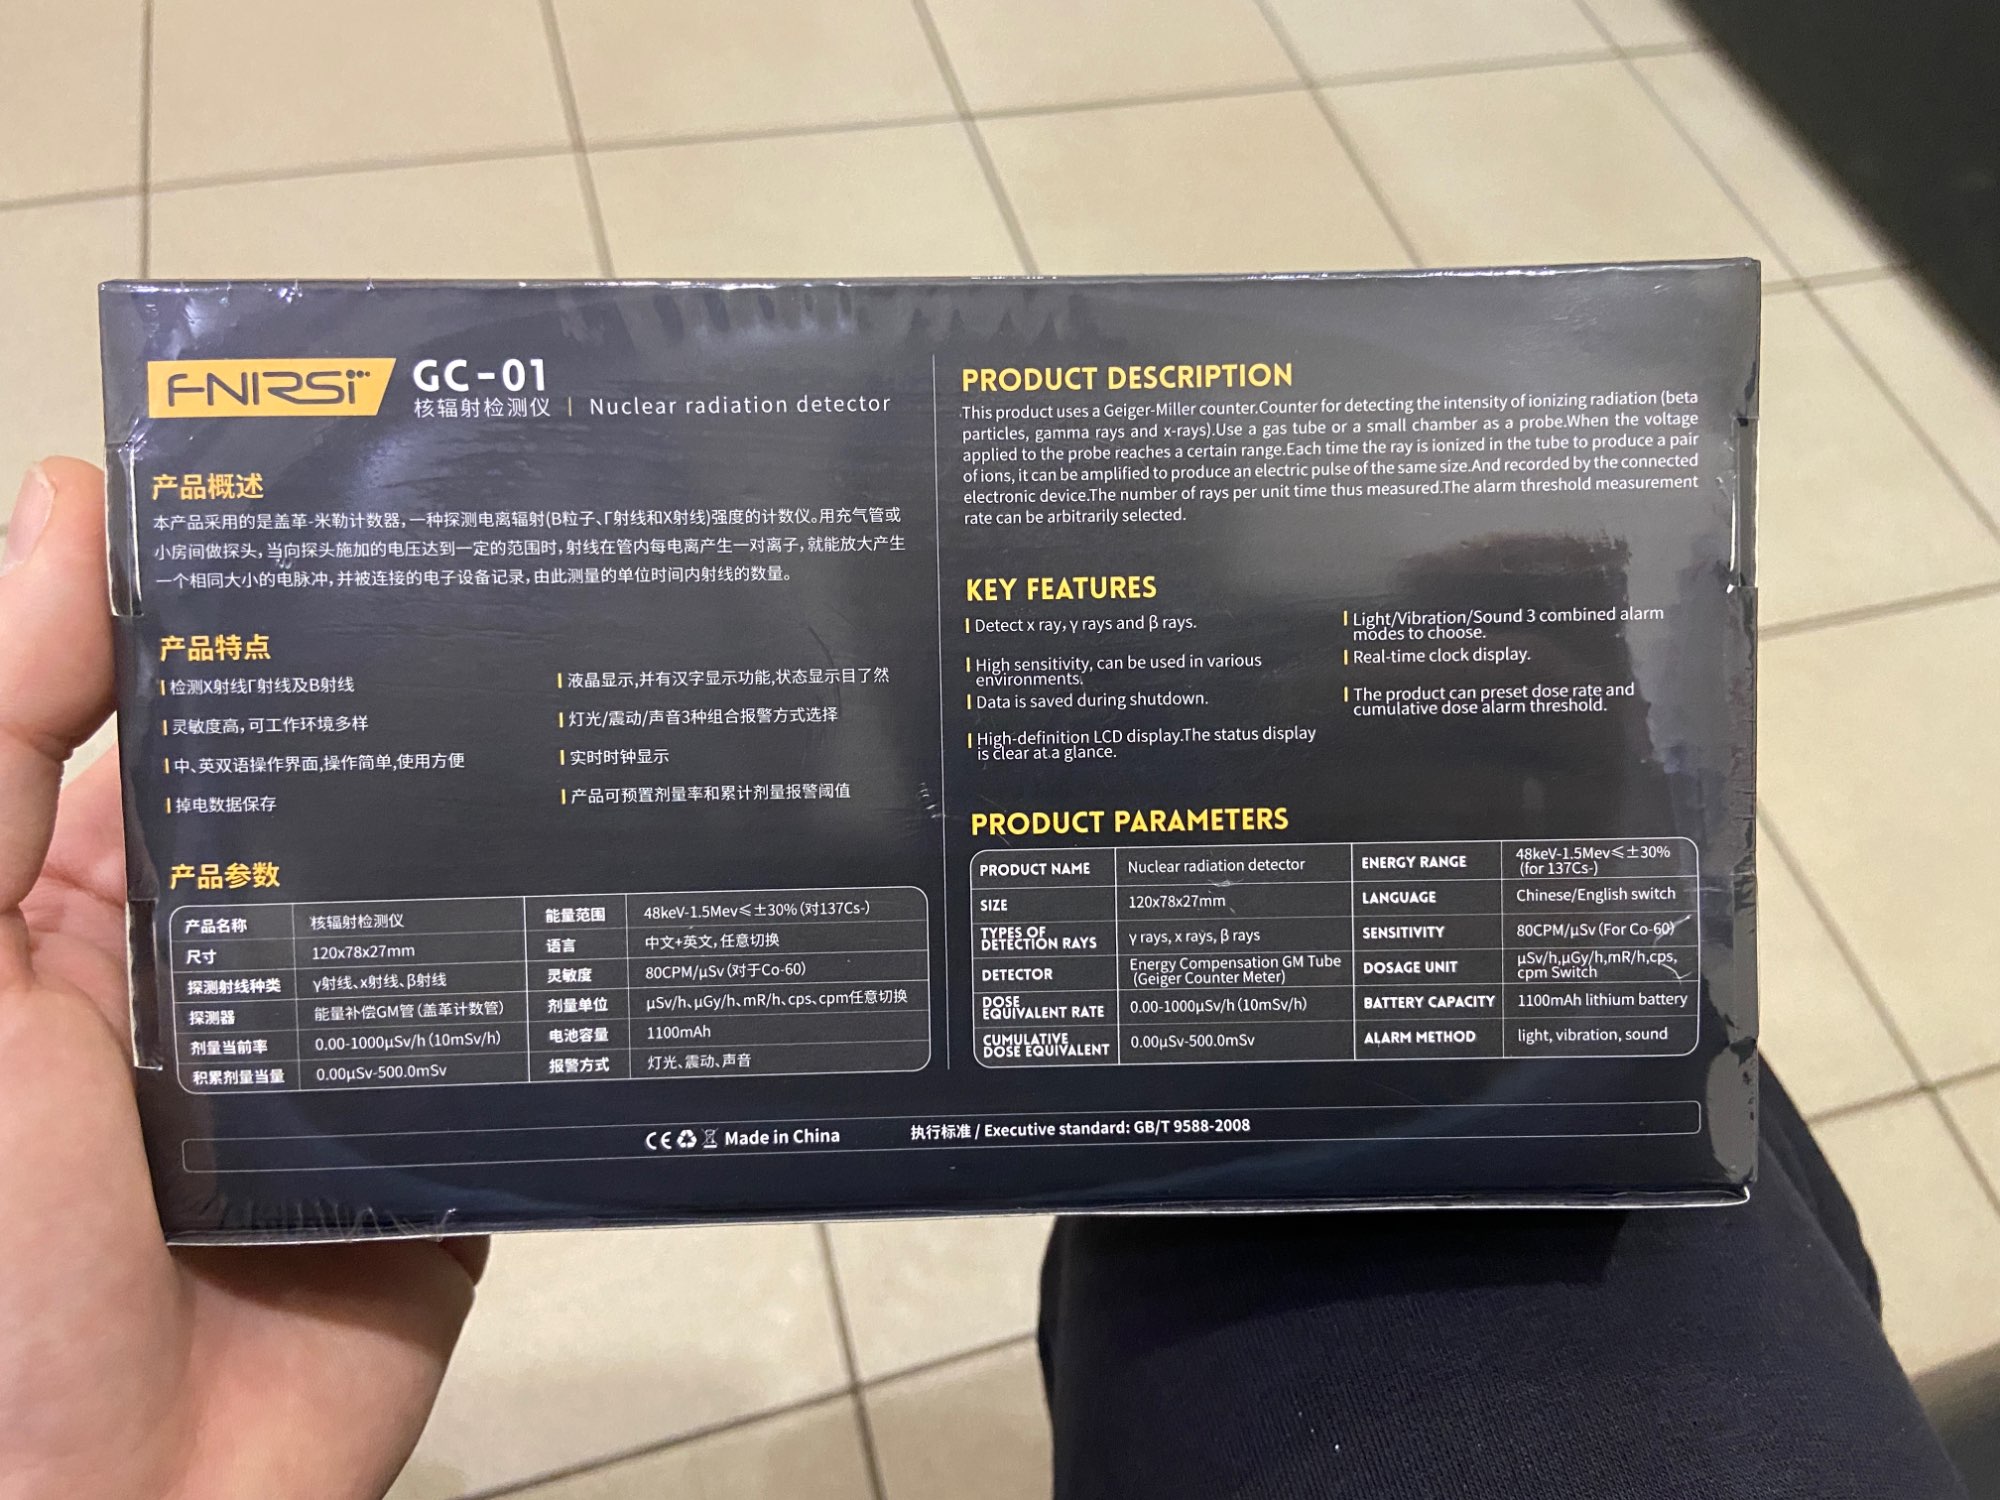 FNIRSI
GC-01
核辐射检测仪 | Nuclear radiation detector
产品概述
本产品采用的是盖革-米勒计数器,一种探测电离辐射(B粒子、Γ射线和X射线)强度的计数仪。用充气管或
小房间做探头,当向探头施加的电压达到一定的范围时,射线在管内每电离产生一对离子,就能放大产生
一个相同大小的电脉冲,并被连接的电子设备记录,由此测量的单位时间内射线的数量。
产品特点
检测X射线Γ射线及B射线
灵敏度高,可工作环境多样
中、英双语操作界面,操作简单,使用方便
掉电数据保存
液晶显示,并有汉字显示功能,状态显示目了然
灯光/震动/声音3种组合报警方式选择
实时时钟显示
产品可预置剂量率和累计剂量报警阈值
产品参数
产品名称 核辐射检测仪 能量范围 48keV-1.5Mev⩽±30%(对137Cs-)
尺寸 120x78x27mm 语言 中文+英文,任意切换
探测射线种类 γ射线、x射线、β射线 灵敏度 80CPM/μSv(对于Co-60)
探测器 能量补偿GM管(盖革计数管) 剂量单位 μSv/h、μGy/h、mR/h、cps、cpm任意切换
剂量当前率 0.00-1000μSv/h(10mSv/h) 电池容量 1100mAh
积累剂量当量 0.00μSv-500.0mSv 报警方式 灯光、震动、声音
PRODUCT DESCRIPTION
This product uses a Geiger-Miller counter.Counter for detecting the intensity of ionizing radiation (beta
particles, gamma rays and x-rays).Use a gas tube or a small chamber as a probe.When the voltage
applied to the probe reaches a certain range.Each time the ray is ionized in the tube to produce a pair
of ions, it can be amplified to produce an electric pulse of the same size.And recorded by the connected
electronic device.The number of rays per unit time thus measured.The alarm threshold measurement
rate can be arbitrarily selected.
KEY FEATURES
Detect x ray, γ rays and β rays.
High sensitivity, can be used in various
environments.
Data is saved during shutdown.
High-definition LCD display.The status display
is clear at.a glance.
Light/Vibration/Sound 3 combined alarm
modes to choose.
Real-time clock display.
The product can preset dose rate and
cumulative dose alarm threshold.
PRODUCT PARAMETERS
PRODUCT NAME Nuclear radiation detector ENERGY RANGE 48keV-1.5Mev⩽±30%
(for 137Cs-)
SIZE 120x78x27mm LANGUAGE Chinese/English switch
TYPES OF
DETECTION RAYS γ rays, x rays, β rays SENSITIVITY 80CPM/μSv (For Co-60)
DETECTOR Energy Compensation GM Tube
(Geiger Counter Meter) DOSAGE UNIT μSv/h,μGy/h,mR/h,cps,
cpm Switch
DOSE
EQUIVALENT RATE 0.00-1000μSv/h (10mSv/h) BATTERY CAPACITY 1100mAh lithium battery
CUMULATIVE
DOSE EQUIVALENT 0.00μSv-500.0mSv ALARM METHOD light, vibration, sound
CE Made in China 执行标准 / Executive standard: GB/T 9588-2008